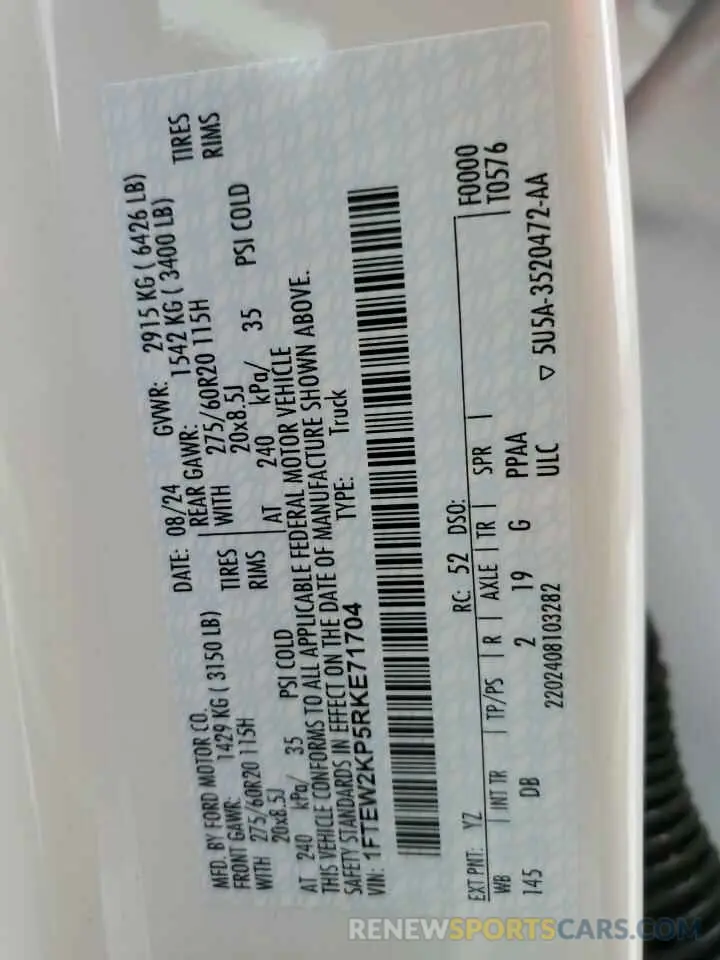 MFD. BY FORD MOTOR CO. DATE: 08/24 GVWR: 2915 KG ( 6426 LB)
FRONT GAWR: 1429 KG ( 3150 LB) REAR GAWR: 1542 KG ( 3400 LB)
WITH 275/60R20 115H TIRES WITH 275/60R20 115H TIRES
20x8.5J RIMS 20x8.5J RIMS
AT 240 kPa/ 35 PSI COLD AT 240 kPa/ 35 PSI COLD
THIS VEHICLE CONFORMS TO ALL APPLICABLE FEDERAL MOTOR VEHICLE
SAFETY STANDARDS IN EFFECT ON THE DATE OF MANUFACTURE SHOWN ABOVE.
VIN: 1FTEW2KP5RKE71704 TYPE: Truck
EXT PNT: YZ RC: 52 DSO: F0000
WB INT TR TP/PS R AXLE TR SPR T0576
145 DB 2 19 G PPAA
2202408103282 ULC ▽ 5U5A-3520472-AA
RENEWSPORTSCARS.COM